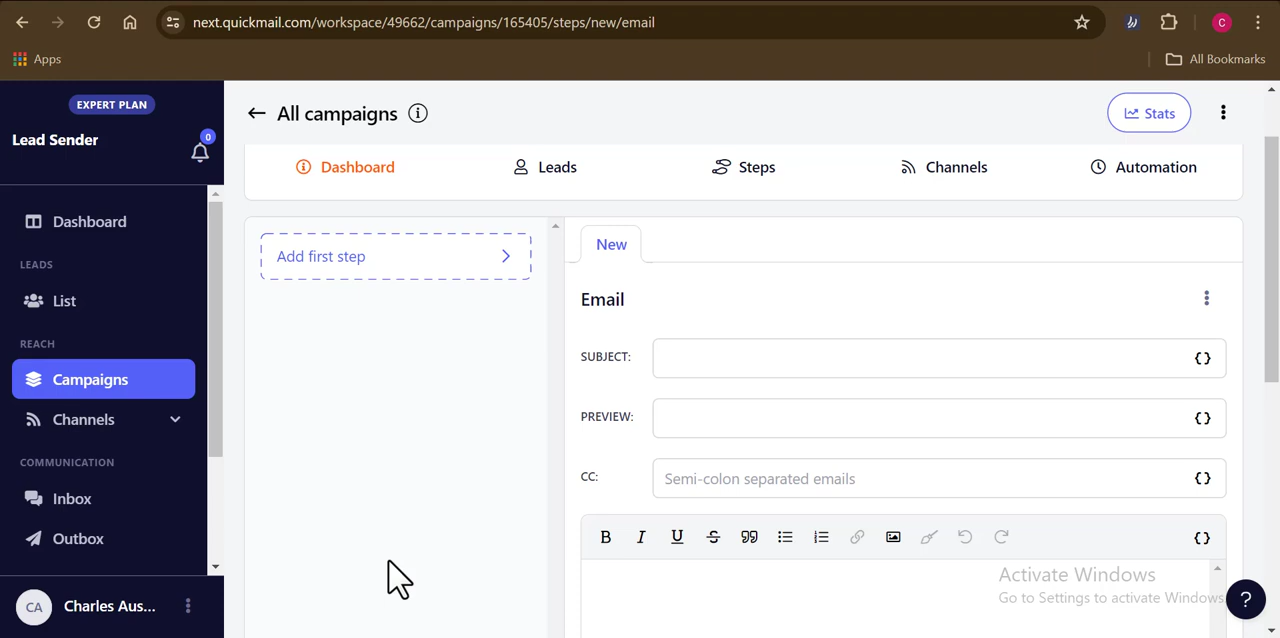 next.quickmail.com/workspace/49662/campaigns/165405/steps/new/email
C
Apps
All Bookmarks
EXPERT PLAN
Lead Sender
0
All campaigns
Stats
Dashboard
Leads
Steps
Channels
Automation
Dashboard
LEADS
List
REACH
Campaigns
Channels
COMMUNICATION
Inbox
Outbox
CA
Charles Aus...
Add first step
New
Email
SUBJECT:
{}
PREVIEW:
{}
CC:
Semi-colon separated emails
{}
B I U S
{}
Activate Windows
Go to Settings to activate Windows
?